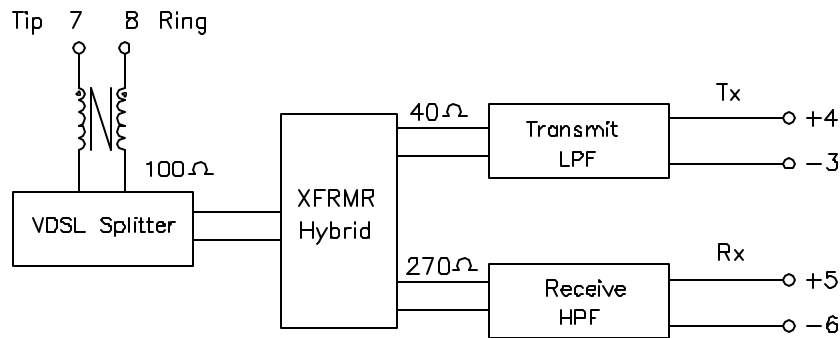 Tip 7 8 Ring
100Ω
VDSL Splitter
XFRMR
Hybrid
40Ω
Transmit
LPF
Tx
+4
-3
270Ω
Receive
HPF
Rx
+5
-6